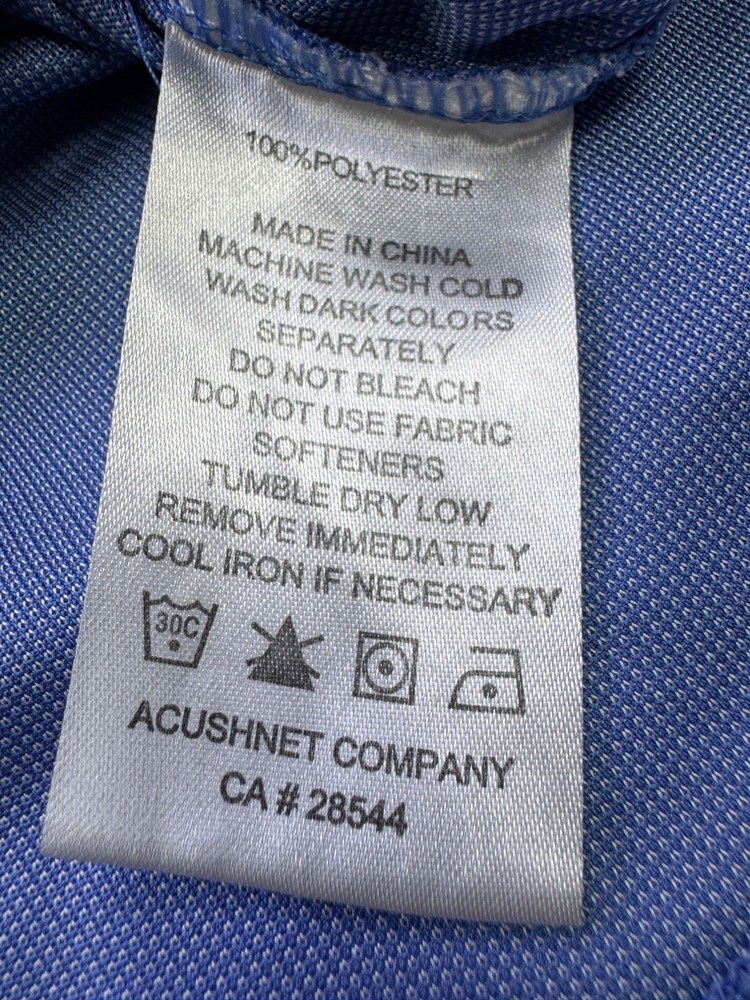 100%POLYESTER
MADE IN CHINA
MACHINE WASH COLD
WASH DARK COLORS
SEPARATELY
DO NOT BLEACH
DO NOT USE FABRIC
SOFTENERS
TUMBLE DRY LOW
REMOVE IMMEDIATELY
COOL IRON IF NECESSARY
30C
ACUSHNET COMPANY
CA # 28544